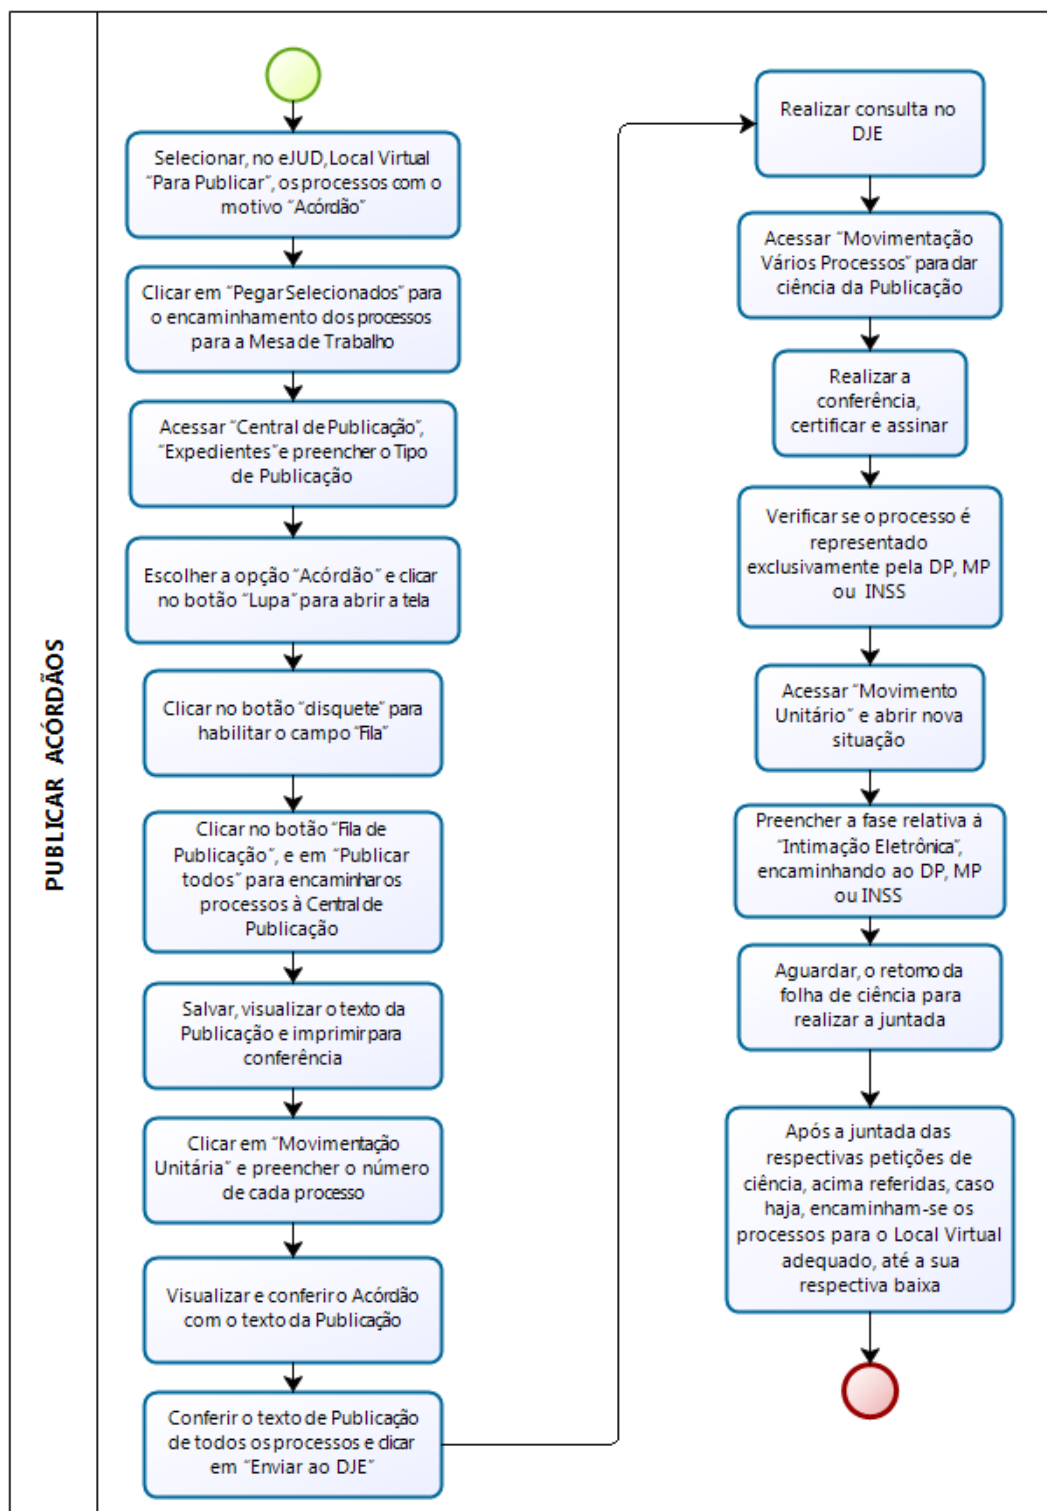 PUBLICAR ACÓRDÃOS
Selecionar, no eJUD, Local Virtual
“Para Publicar”, os processos com o
motivo “Acórdão”
Clicar em “Pegar Selecionados” para
o encaminhamento dos processos
para a Mesa de Trabalho
Acessar “Central de Publicação”,
“Expedientes” e preencher o Tipo
de Publicação
Escolher a opção “Acórdão” e clicar
no botão “Lupa” para abrir a tela
Clicar no botão “disquete” para
habilitar o campo “Fila”
Clicar no botão “Fila de
Publicação”, e em “Publicar
todos” para encaminhar os
processos à Central de
Publicação
Salvar, visualizar o texto da
Publicação e imprimir para
conferência
Clicar em “Movimentação
Unitária” e preencher o número
de cada processo
Visualizar e conferir o Acórdão
com o texto da Publicação
Conferir o texto de Publicação
de todos os processos e clicar
em “Enviar ao DJE”
Realizar consulta no
DJE
Acessar “Movimentação
Vários Processos” para dar
ciência da Publicação
Realizar a
conferência,
certificar e assinar
Verificar se o processo é
representado
exclusivamente pela DP, MP
ou INSS
Acessar “Movimento
Unitário” e abrir nova
situação
Preencher a fase relativa á
“Intimação Eletrônica”,
encaminhando ao DP, MP
ou INSS
Aguardar, o retorno da
folha de ciência para
realizar a juntada
Após a juntada das
respectivas petições de
ciência, acima referidas, caso
haja, encaminham-se os
processos para o Local Virtual
adequado, até a sua
respectiva baixa